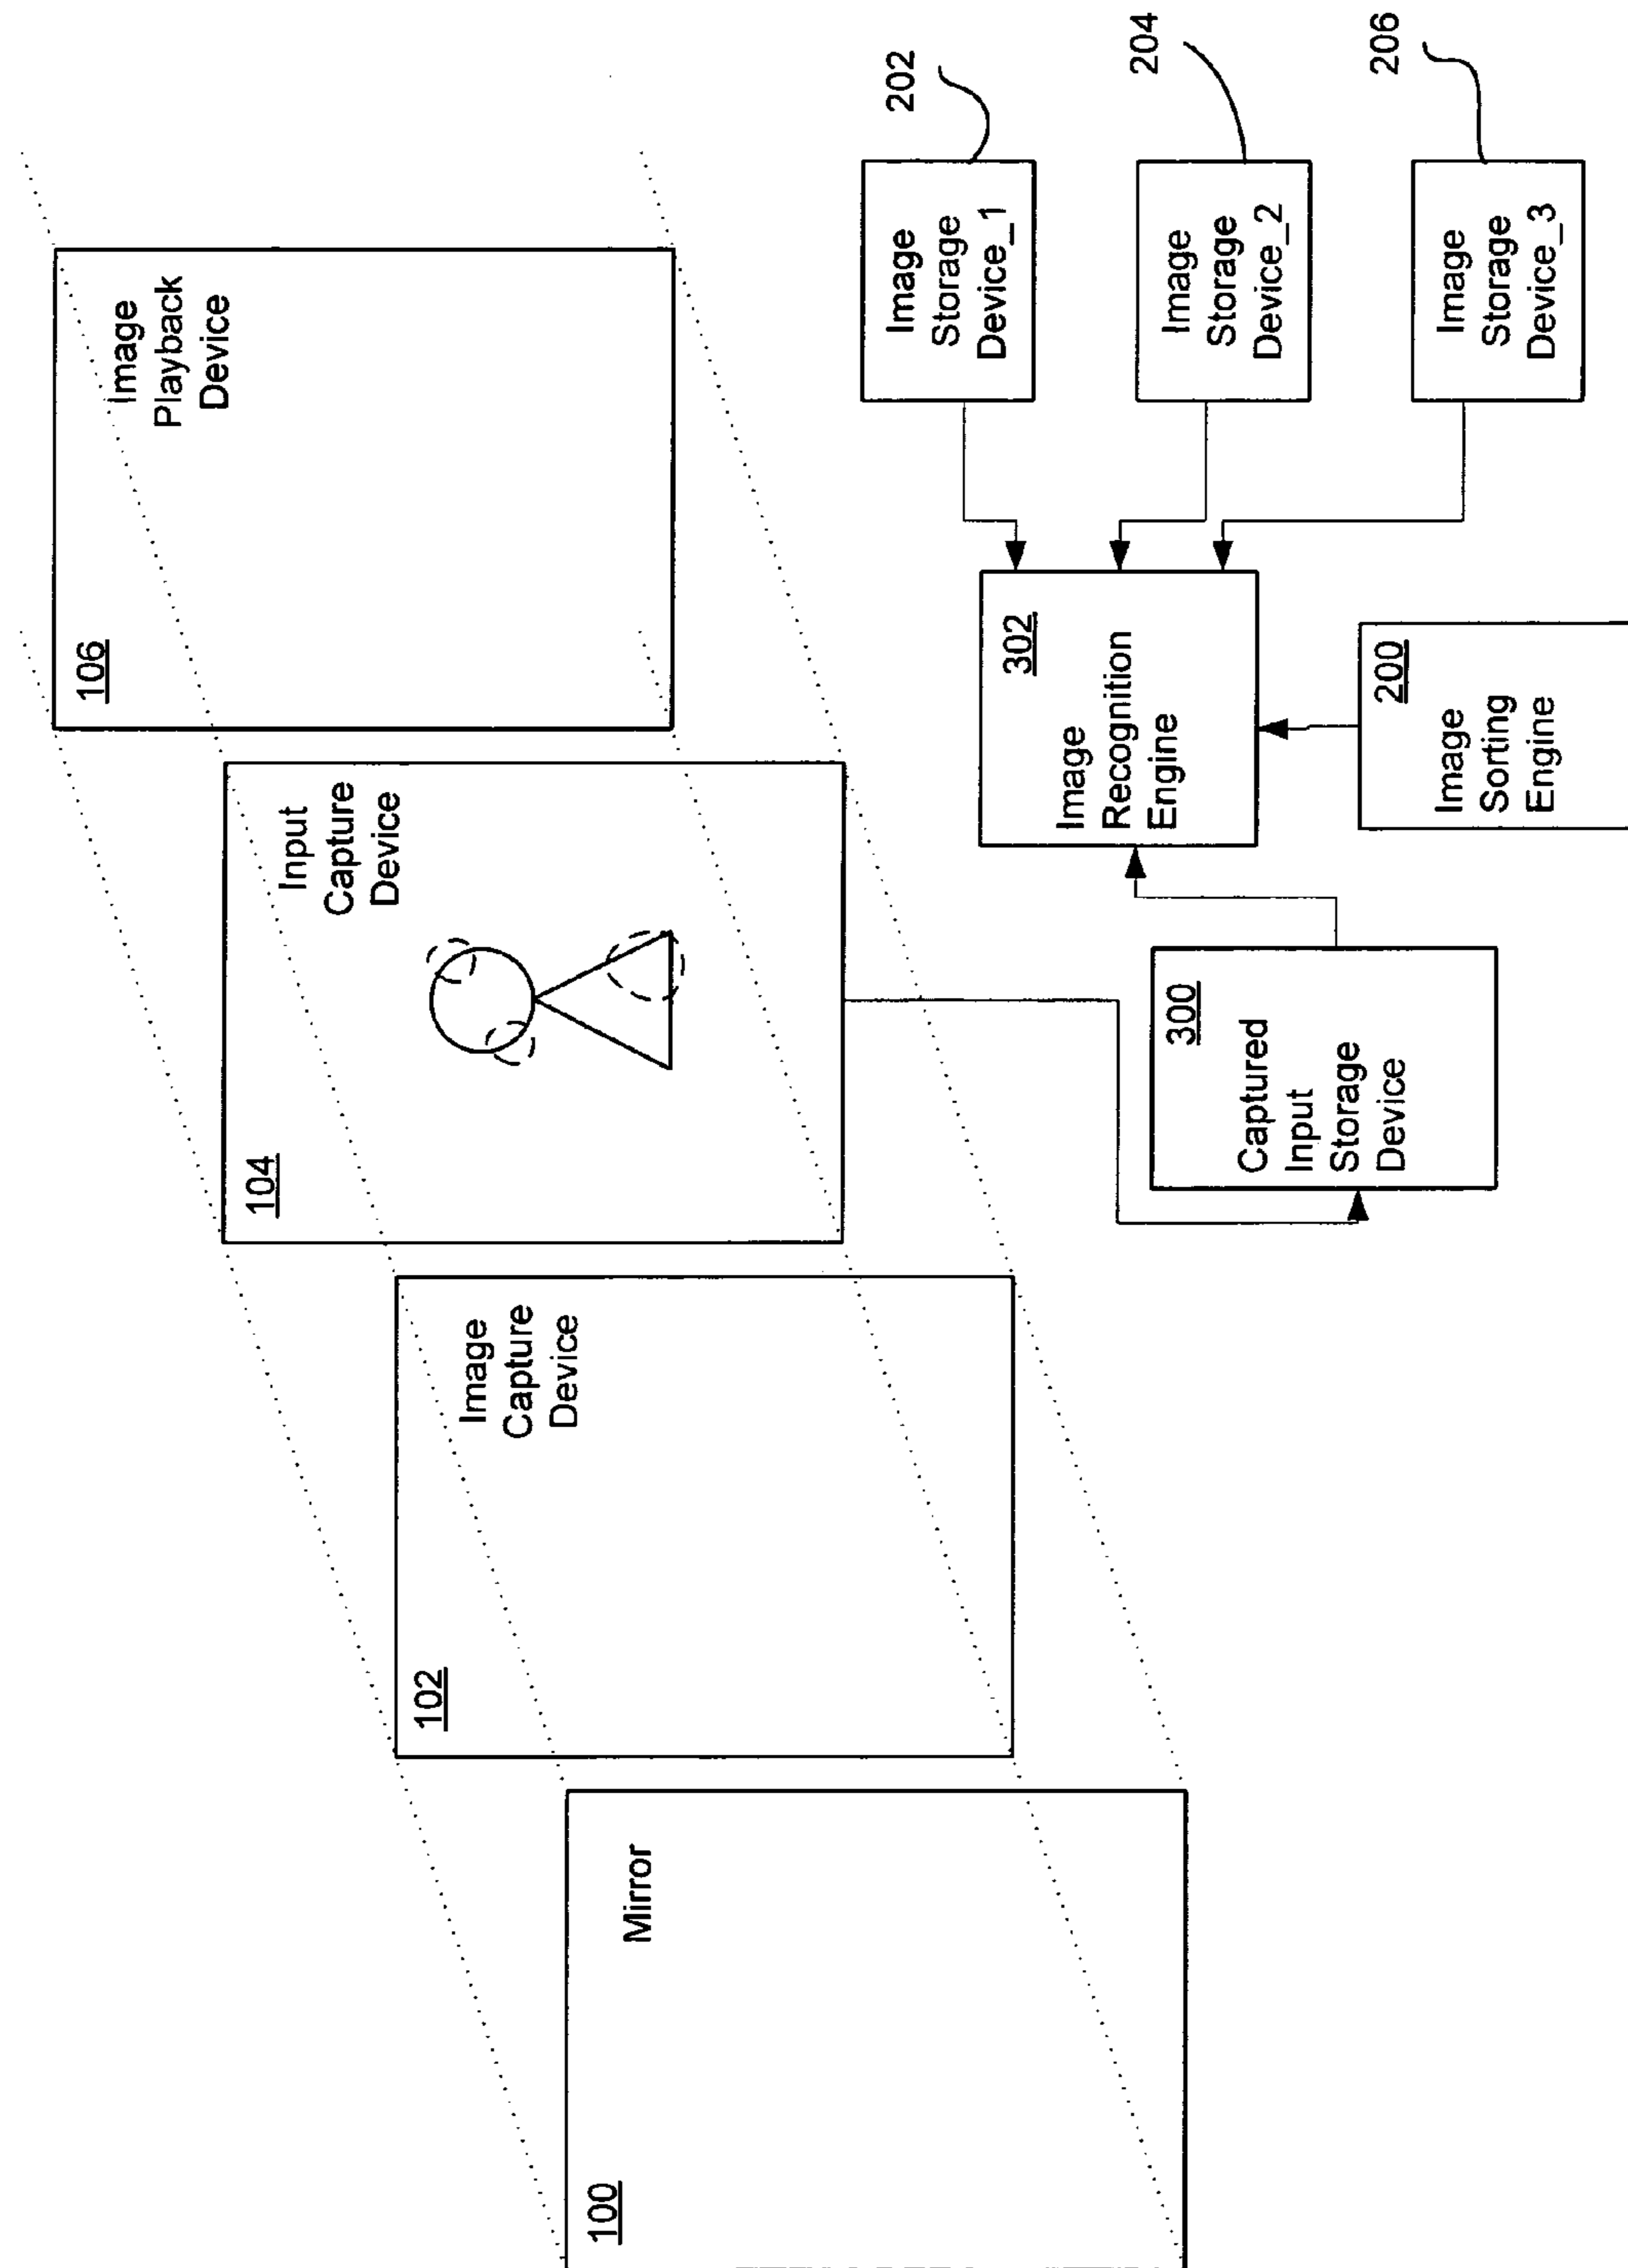 100
Mirror
102
Image
Capture
Device
104
Input
Capture
Device
106
Image
Playback
Device
300
Captured
Input
Storage
Device
302
Image
Recognition
Engine
200
Image
Sorting
Engine
Image
Storage
Device_1
202
Image
Storage
Device_2
204
Image
Storage
Device_3
206